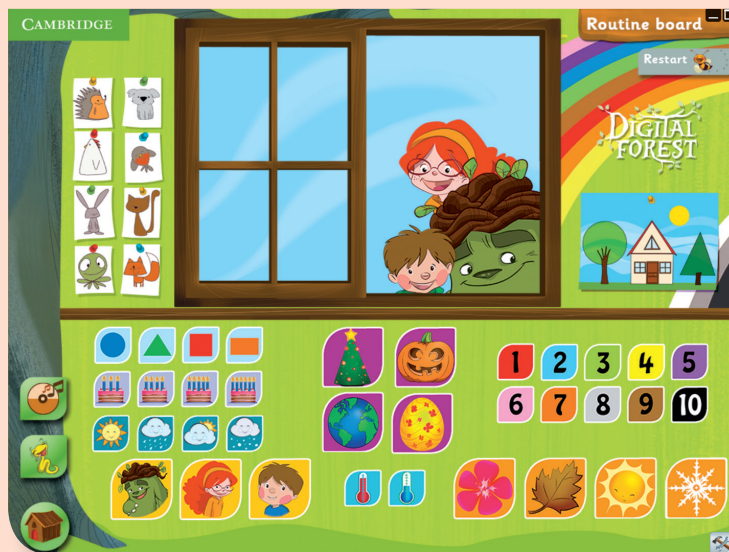 CAMBRIDGE
Routine board
Restart
DIGITAL
FOREST
1 2 3 4 5
6 7 8 9 10